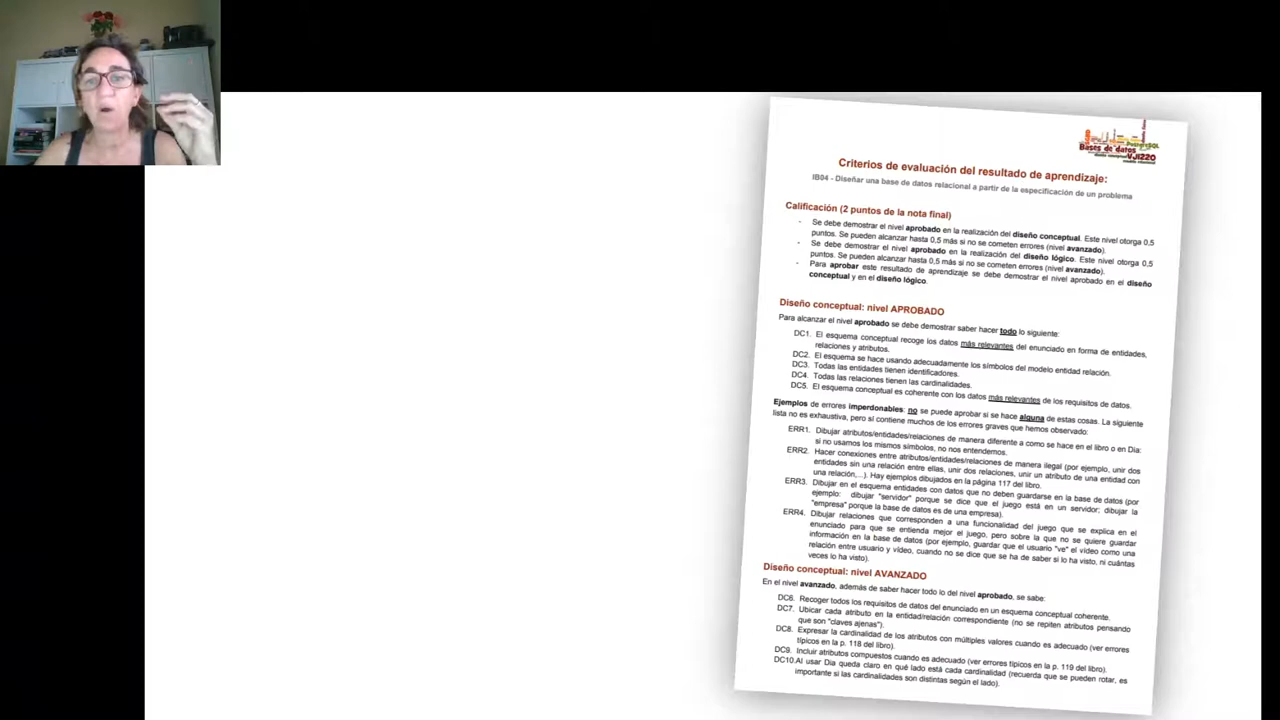 PostgreSQL
Bases de datos
VJ1220
Criterios de evaluación del resultado de aprendizaje:
IB04 - Diseñar una base de datos relacional a partir de la especificación de un problema
Calificación (2 puntos de la nota final)
- Se debe demostrar el nivel aprobado en la realización del diseño conceptual. Este nivel otorga 0,5
puntos. Se pueden alcanzar hasta 0,5 más si no se cometen errores (nivel avanzado).
- Se debe demostrar el nivel aprobado en la realización del diseño lógico. Este nivel otorga 0,5
puntos. Se pueden alcanzar hasta 0,5 más si no se cometen errores (nivel avanzado).
- Para aprobar este resultado de aprendizaje se debe demostrar el nivel aprobado en el diseño
conceptual y en el diseño lógico.
Diseño conceptual: nivel APROBADO
Para alcanzar el nivel aprobado se debe demostrar saber hacer todo lo siguiente:
DC1. El esquema conceptual recoge los datos más relevantes del enunciado en forma de entidades,
relaciones y atributos.
DC2. El esquema se hace usando adecuadamente los símbolos del modelo entidad relación.
DC3. Todas las entidades tienen identificadores.
DC4. Todas las relaciones tienen las cardinalidades.
DC5. El esquema conceptual es coherente con los datos más relevantes de los requisitos de datos.
Ejemplos de errores imperdonables: no se puede aprobar si se hace alguna de estas cosas. La siguiente
lista no es exhaustiva, pero sí contiene muchos de los errores graves que hemos observado:
ERR1. Dibujar atributos/entidades/relaciones de manera diferente a como se hace en el libro o en Dia:
si no usamos los mismos símbolos, no nos entendemos.
ERR2. Hacer conexiones entre atributos/entidades/relaciones de manera ilegal (por ejemplo, unir dos
entidades sin una relación entre ellas, unir dos relaciones, unir un atributo de una entidad con
una relación,...). Hay ejemplos dibujados en la página 117 del libro.
ERR3. Dibujar en el esquema entidades con datos que no deben guardarse en la base de datos (por
ejemplo: dibujar "servidor" porque se dice que el juego está en un servidor; dibujar la
"empresa" porque la base de datos es de una empresa).
ERR4. Dibujar relaciones que corresponden a una funcionalidad del juego que se explica en el
enunciado para que se entienda mejor el juego, pero sobre la que no se quiere guardar
información en la base de datos (por ejemplo, guardar que el usuario "ve" el vídeo como una
relación entre usuario y vídeo, cuando no se dice que se ha de saber si lo ha visto, ni cuántas
veces lo ha visto).
Diseño conceptual: nivel AVANZADO
En el nivel avanzado, además de saber hacer todo lo del nivel aprobado, se sabe:
DC6. Recoger todos los requisitos de datos del enunciado en un esquema conceptual coherente.
DC7. Ubicar cada atributo en la entidad/relación correspondiente (no se repiten atributos pensando
que son "claves ajenas").
DC8. Expresar la cardinalidad de los atributos con múltiples valores cuando es adecuado (ver errores
típicos en la p. 118 del libro).
DC9. Incluir atributos compuestos cuando es adecuado (ver errores típicos en la p. 119 del libro).
DC10.Al usar Dia queda claro en qué lado está cada cardinalidad (recuerda que se pueden rotar, es
importante si las cardinalidades son distintas según el lado).